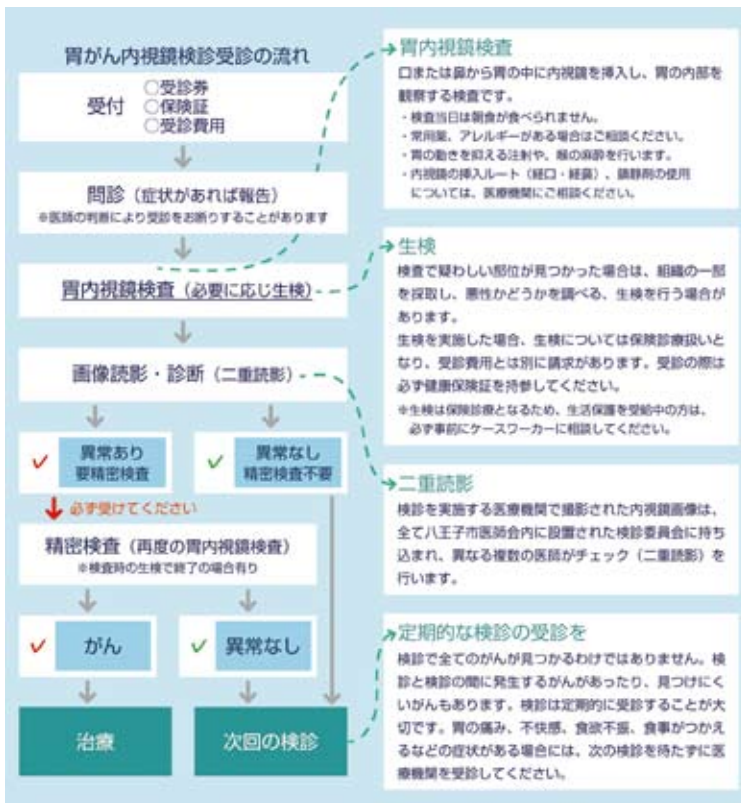 胃がん内視鏡検診受診の流れ
受付
○受診券
○保険証
○受診費用
問診（症状があれば報告）
※医師の判断により受診をお断りすることがあります
胃内視鏡検査（必要に応じ生検）
画像読影・診断（二重読影）
異常あり
要精密検査
異常なし
精密検査不要
必ず受けてください
精密検査（再度の胃内視鏡検査）
※検査時の生検で終了の場合有り
がん
異常なし
治療
次回の検診
胃内視鏡検査
口または鼻から胃の中に内視鏡を挿入し、胃の内部を
観察する検査です。
・検査当日は朝食が食べられません。
・常用薬、アレルギーがある場合はご相談ください。
・胃の動きを抑える注射や、喉の麻酔を行います。
・内視鏡の挿入ルート（経口・経鼻）、鎮静剤の使用
については、医療機関にご相談ください。
生検
検査で疑わしい部位が見つかった場合は、組織の一部
を採取し、悪性かどうかを調べる、生検を行う場合が
あります。
生検を実施した場合、生検については保険診療扱いと
なり、受診費用とは別に請求があります。受診の際は
必ず健康保険証を持参してください。
※生検は保険診療となるため、生活保護を受給中の方は、
必ず事前にケースワーカーに相談してください。
二重読影
検診を実施する医療機関で撮影された内視鏡画像は、
全て八王子市医師会内に設置された検診委員会に持ち
込まれ、異なる複数の医師がチェック（二重読影）を
行います。
定期的な検診の受診を
検診で全てのがんが見つかるわけではありません。検
診と検診の間に発生するがんがあったり、見つけにく
いがんもあります。検診は定期的に受診することが大
切です。胃の痛み、不快感、食欲不振、食事がつかえ
るなどの症状がある場合には、次の検診を待たずに医
療機関を受診してください。